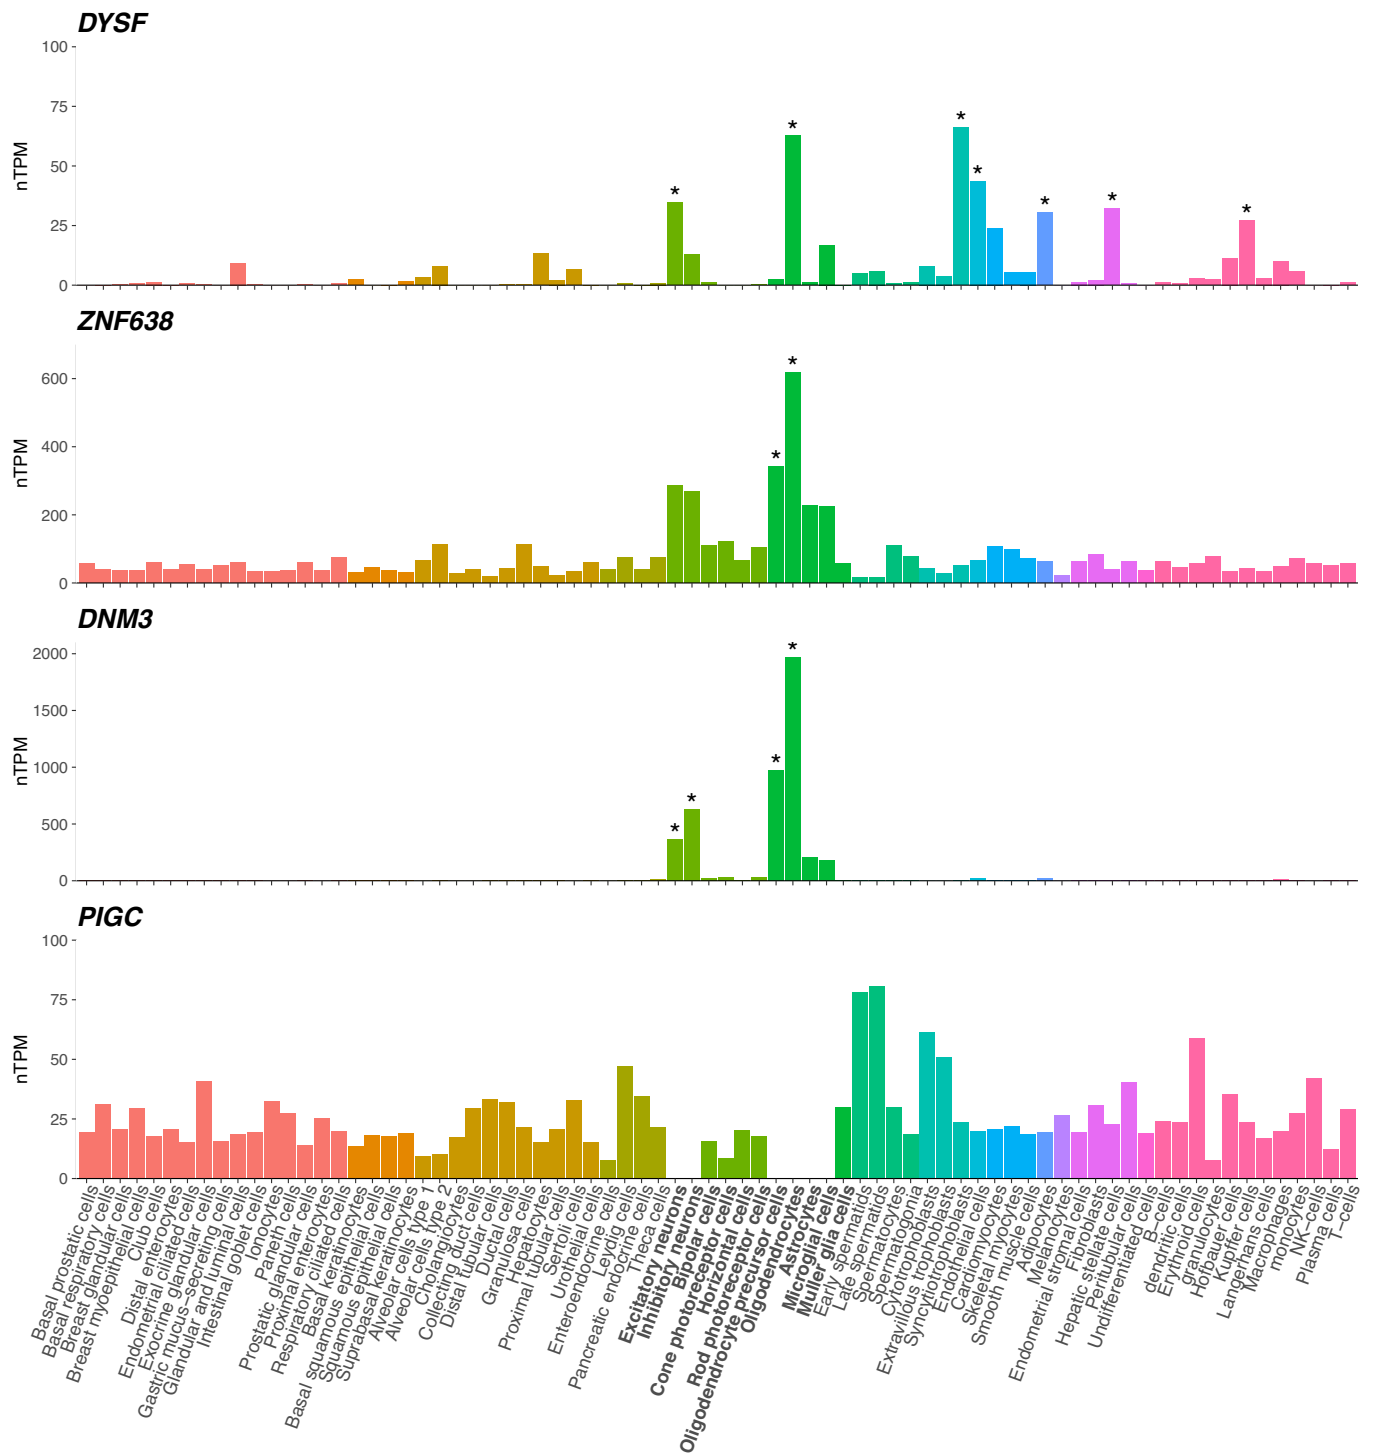 DYSF
100
75
50
25
0
nTPM
* * * * * * *
ZNF638
600
400
200
0
nTPM
* *
DNM3
2000
1500
1000
500
0
nTPM
* * * *
PIGC
100
75
50
25
0
nTPM
Basal prostatic cells
Basal respiratory cells
Breast glandular cells
Breast myoepithelial cells
Club cells
Distal enterocytes
Endometrial ciliated cells
Exocrine glandular cells
Gastric mucus-secreting cells
Glandular and luminal cells
Intestinal goblet cells
Ionocytes
Paneth cells
Prostatic glandular cells
Proximal enterocytes
Respiratory ciliated cells
Basal keratinocytes
Basal squamous epithelial cells
Squamous epithelial cells
Suprabasal keratinocytes
Alveolar cells type 1
Alveolar cells type 2
Cholangiocytes
Collecting duct cells
Distal tubular cells
Ductal cells
Granulosa cells
Hepatocytes
Proximal tubular cells
Sertoli cells
Urothelial cells
Enteroendocrine cells
Leydig cells
Pancreatic endocrine cells
Theca cells
Excitatory neurons
Inhibitory neurons
Bipolar cells
Cone photoreceptor cells
Horizontal cells
Rod photoreceptor cells
Oligodendrocyte precursor cells
Oligodendrocytes
Astrocytes
Microglial cells
Muller glia cells
Early spermatids
Late spermatids
Spermatocytes
Spermatogonia
Cytotrophoblasts
Extravillous trophoblasts
Syncytiotrophoblasts
Endothelial cells
Cardiomyocytes
Skeletal myocytes
Smooth muscle cells
Adipocytes
Melanocytes
Endometrial stromal cells
Fibroblasts
Hepatic stellate cells
Peritubular cells
Undifferentiated cells
B-cells
dendritic cells
Erythroid cells
granulocytes
Hofbauer cells
Kupffer cells
Langerhans cells
Macrophages
monocytes
NK-cells
Plasma cells
T-cells